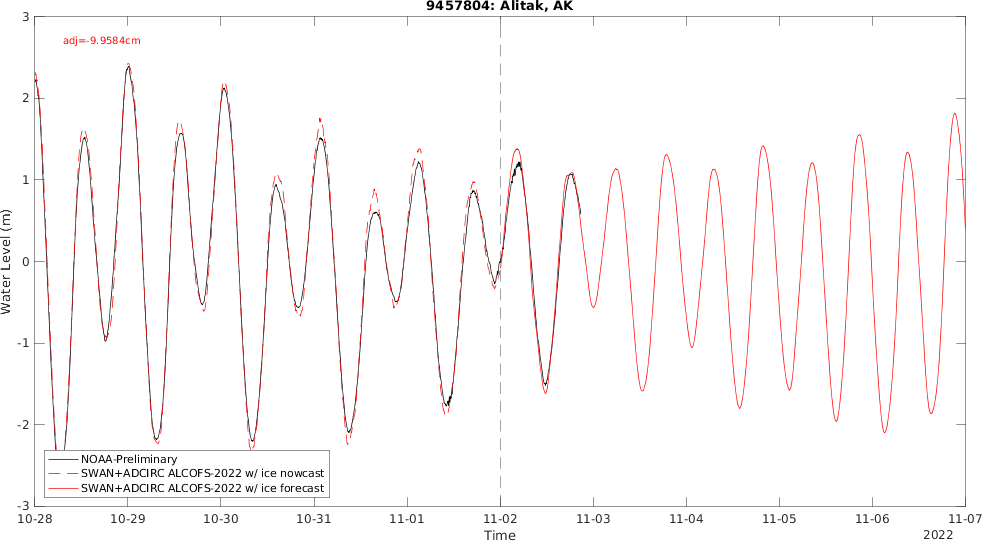 9457804: Alitak, AK
adj=-9.9584cm
3
2
1
0
-1
-2
-3
Water Level (m)
NOAA-Preliminary
SWAN+ADCIRC ALCOFS-2022 w/ ice nowcast
SWAN+ADCIRC ALCOFS-2022 w/ ice forecast
10-28 10-29 10-30 10-31 11-01 11-02 11-03 11-04 11-05 11-06 11-07
Time
2022